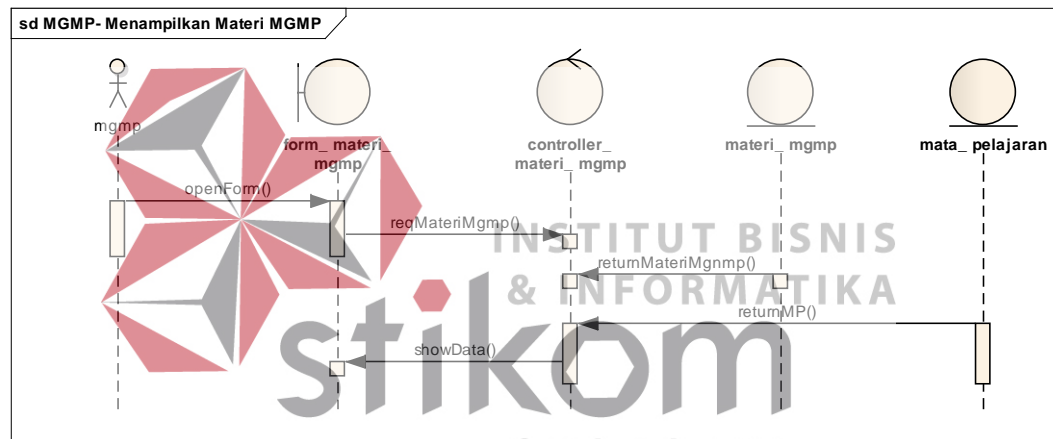 sd MGMP- Menampilkan Materi MGMP
mgmp
form_ materi_
mgmp
controller_
materi_ mgmp
materi_ mgmp
mata_ pelajaran
openForm()
reqMateriMgmp()
returnMateriMgnmp()
returnMP()
showData()
INSTITUT BISNIS
& INFORMATIKA
stikom